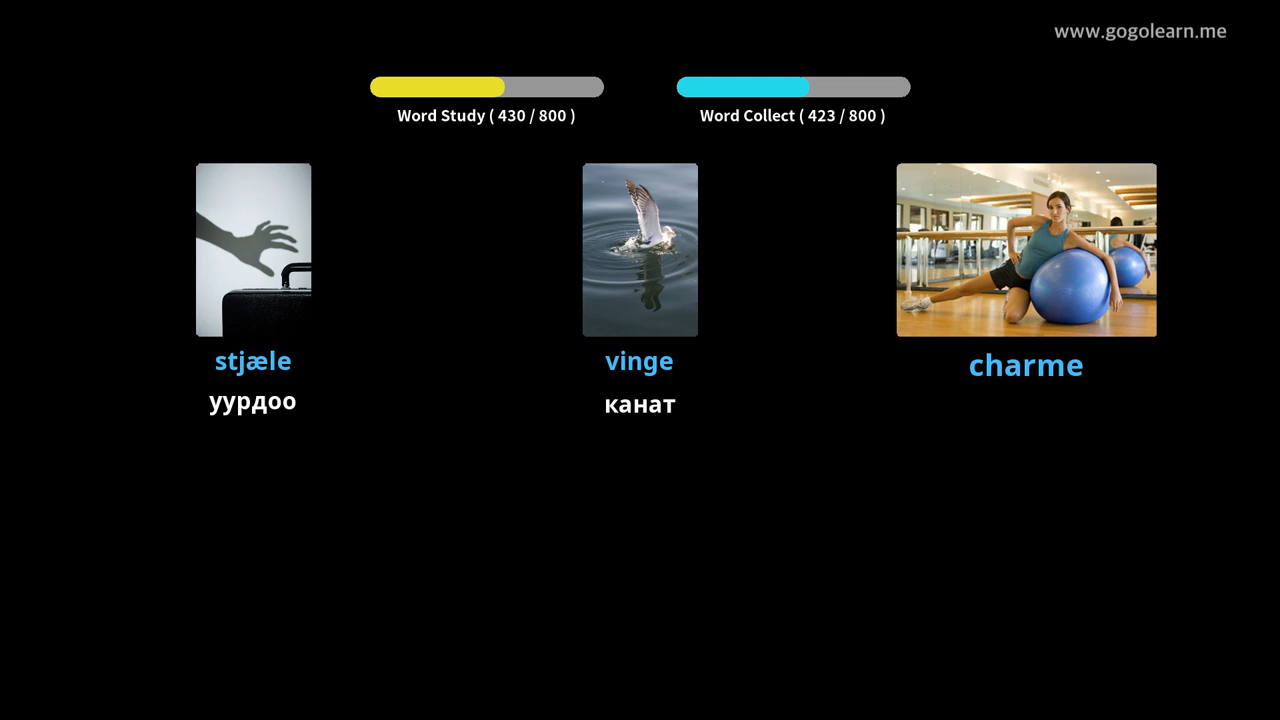 www.gogolearn.me
Word Study ( 430 / 800 )
Word Collect ( 423 / 800 )
stjæle
vinge
charme
уурдоо
канат